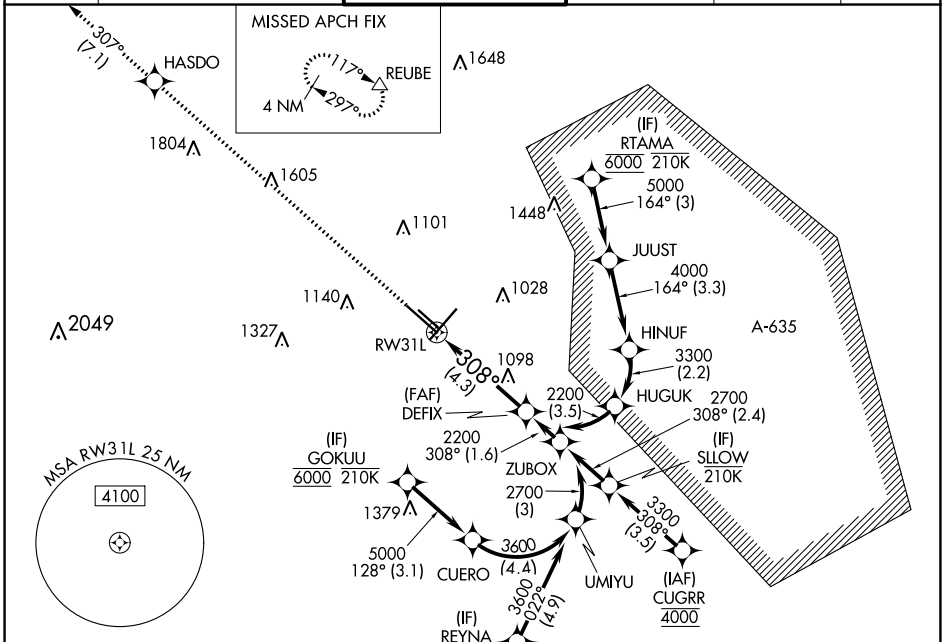 MISSED APCH FIX
117°
REUBE
4 NM
297°
307°
(7.1)
HASDO
1648
1804
1605
(IF)
RTAMA
6000 210K
5000
164° (3)
1448
1101
JUUST
4000
164° (3.3)
1140
1028
2049
1327
RW31L
HINUF
A-635
308°
(4.3)
1098
3300
(2.2)
(FAF)
DEFIX
2200
(3.5)
HUGUK
2700
308° (2.4)
2200
308° (1.6)
(IF)
SLLOW
210K
ZUBOX
(IF)
GOKUU
6000 210K
MSA RW31L 25 NM
4100
1379
2700
(3)
3300
308°
(3.5)
5000
128° (3.1)
3600
(4.4)
CUERO
UMIYU
(IAF)
CUGRR
4000
3600
022°
(4.9)
(IF)
REYNA